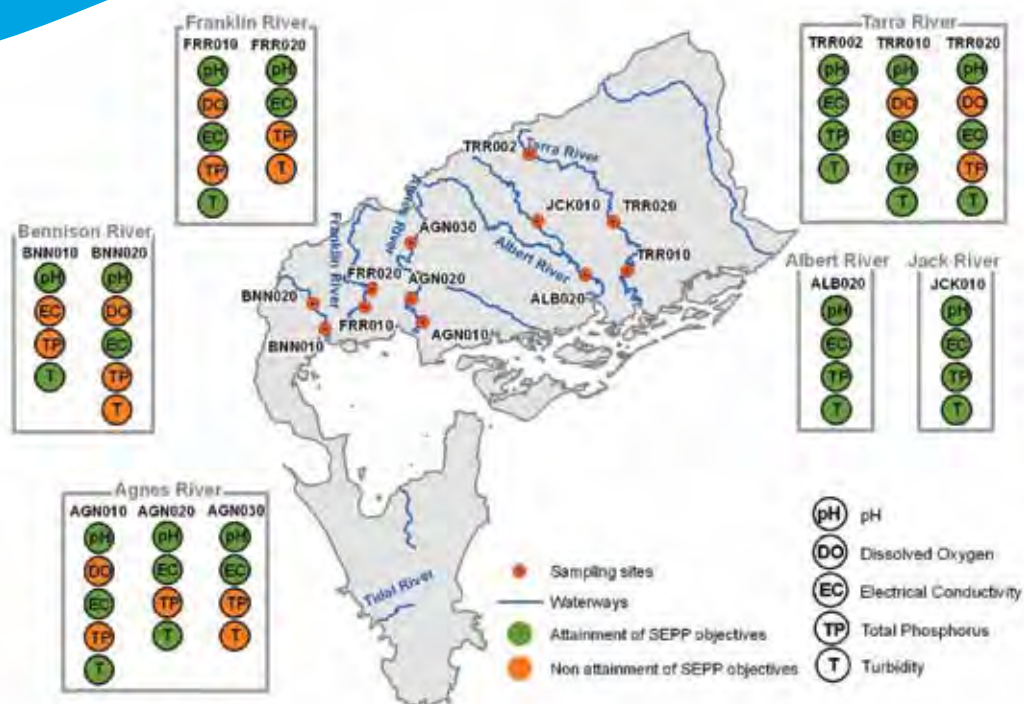 Franklin River
FRR010 FRR020
pH pH
DO EC
EC TP
TP T
T
Tarra River
TRR002 TRR010 TRR020
pH pH pH
EC DO DO
TP EC EC
T TP TP
T T
Bennison River
BNN010 BNN020
pH pH
EC DO
TP EC
T TP
T
Albert River
ALB020
pH
EC
TP
T
Jack River
JCK010
pH
EC
TP
T
Agnes River
AGN010 AGN020 AGN030
pH pH pH
DO EC EC
EC TP TP
TP T T
T
TRR002
Tarra River
JCK010
TRR020
Agnes River
AGN030
Franklin River
Albert River
TRR010
FRR020
AGN020
BNN020
ALB020
FRR010
AGN010
BNN010
Tidal River
Sampling sites
Waterways
Attainment of SEPP objectives
Non attainment of SEPP objectives
pH pH
DO Dissolved Oxygen
EC Electrical Conductivity
TP Total Phosphorus
T Turbidity